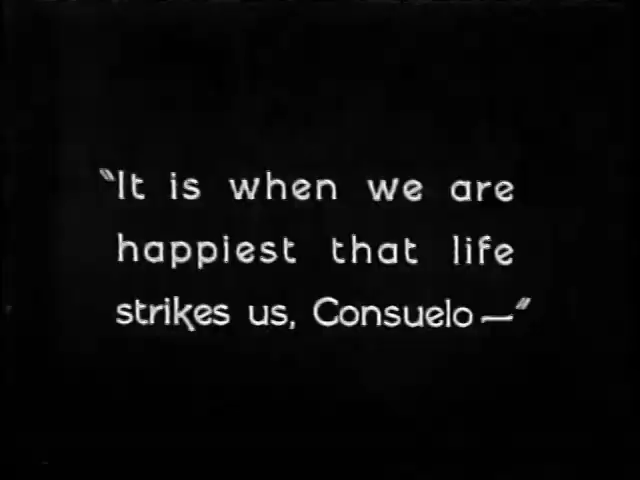 "It is when we are
happiest that life
strikes us, Consuelo—"